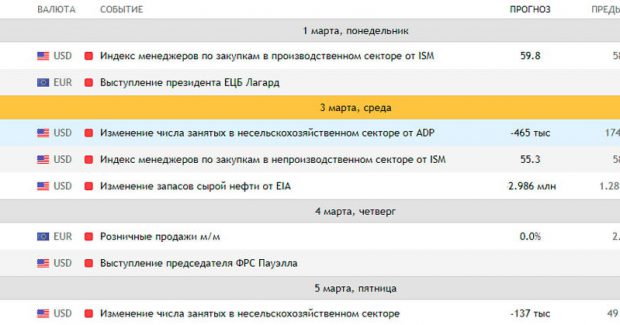 ВАЛЮТА СОБЫТИЕ ПРОГНОЗ ПРЕДЫ
1 марта, понедельник
USD Индекс менеджеров по закупкам в производственном секторе от ISM 59.8 58
EUR Выступление президента ЕЦБ Лагард
3 марта, среда
USD Изменение числа занятых в несельскохозяйственном секторе от ADP -465 тыс 174
USD Индекс менеджеров по закупкам в непроизводственном секторе от ISM 55.3 58
USD Изменение запасов сырой нефти от EIA 2.986 млн 1.28
4 марта, четверг
EUR Розничные продажи м/м 0.0% 2.
USD Выступление председателя ФРС Пауэлла
5 марта, пятница
USD Изменение числа занятых в несельскохозяйственном секторе -137 тыс 49